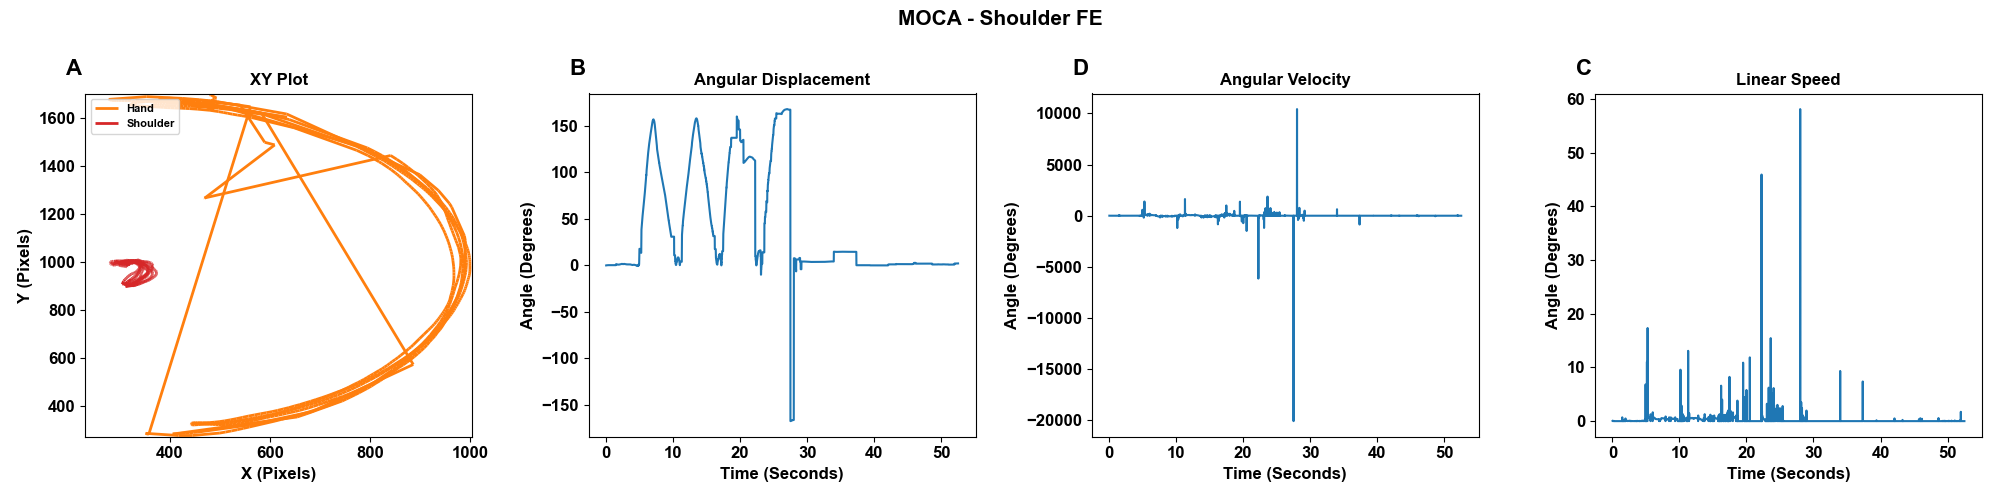 MOCA - Shoulder FE
A
XY Plot
Hand
Shoulder
1600
1400
1200
1000
800
600
400
Y (Pixels)
400
600
800
1000
X (Pixels)
B
Angular Displacement
150
100
50
0
−50
−100
−150
Angle (Degrees)
0
10
20
30
40
50
Time (Seconds)
D
Angular Velocity
10000
5000
0
−5000
−10000
−15000
−20000
Angle (Degrees)
0
10
20
30
40
50
Time (Seconds)
C
Linear Speed
60
50
40
30
20
10
0
Angle (Degrees)
0
10
20
30
40
50
Time (Seconds)